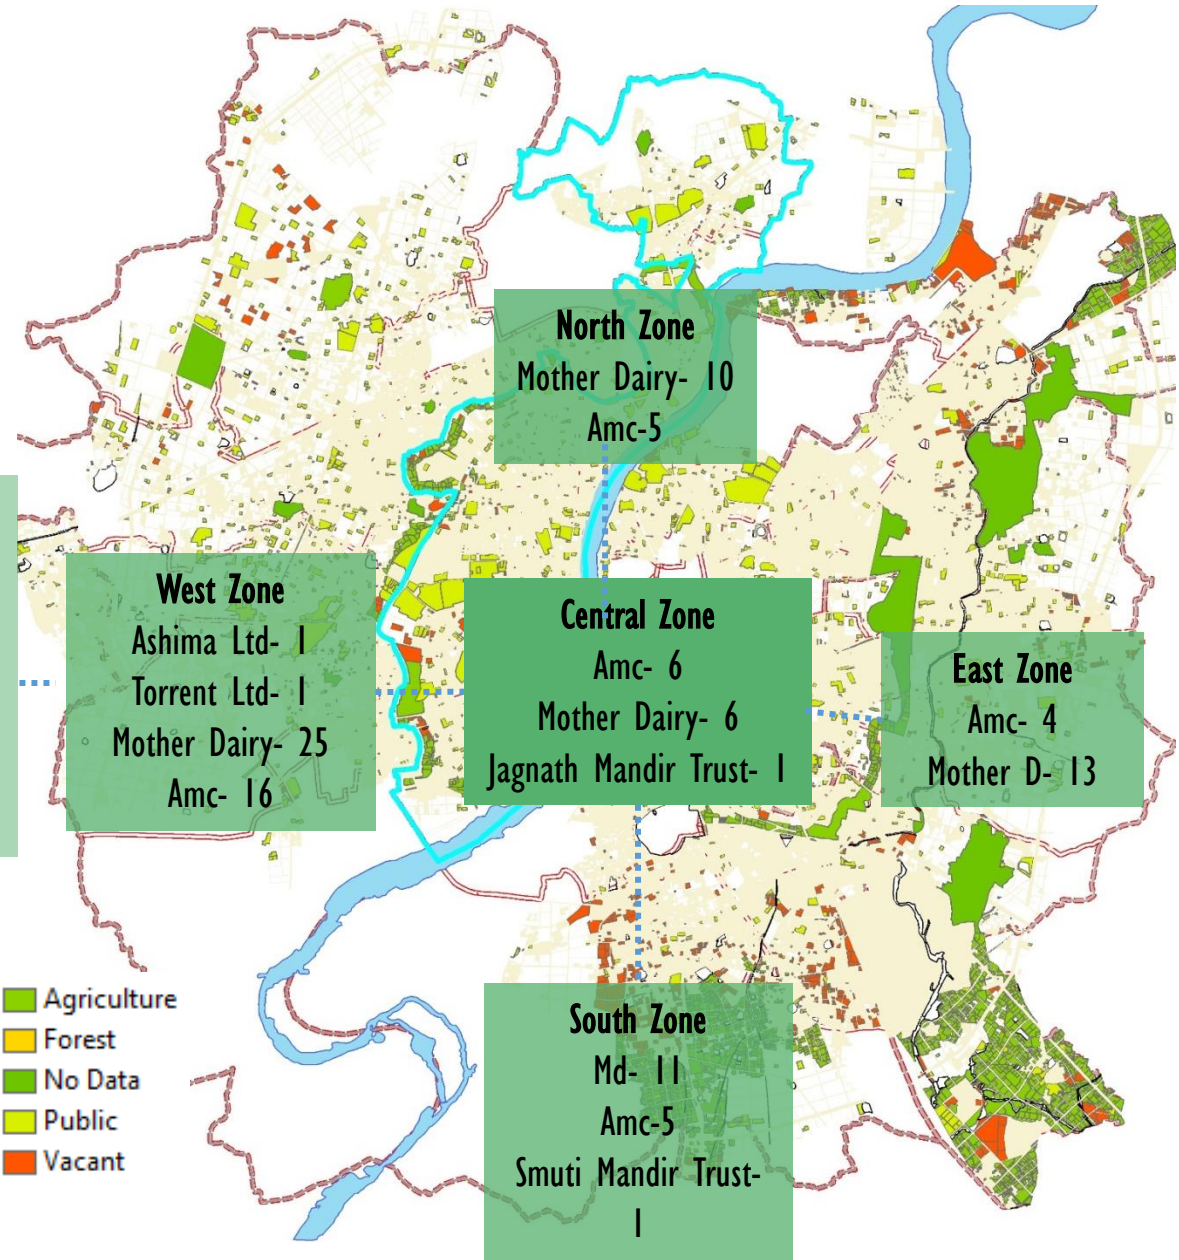 North Zone
Mother Dairy- 10
Amc-5
West Zone
Ashima Ltd- 1
Torrent Ltd- 1
Mother Dairy- 25
Amc- 16
Central Zone
Amc- 6
Mother Dairy- 6
Jagnath Mandir Trust- 1
East Zone
Amc- 4
Mother D- 13
South Zone
Md- 11
Amc-5
Smuti Mandir Trust-
1
Agriculture
Forest
No Data
Public
Vacant